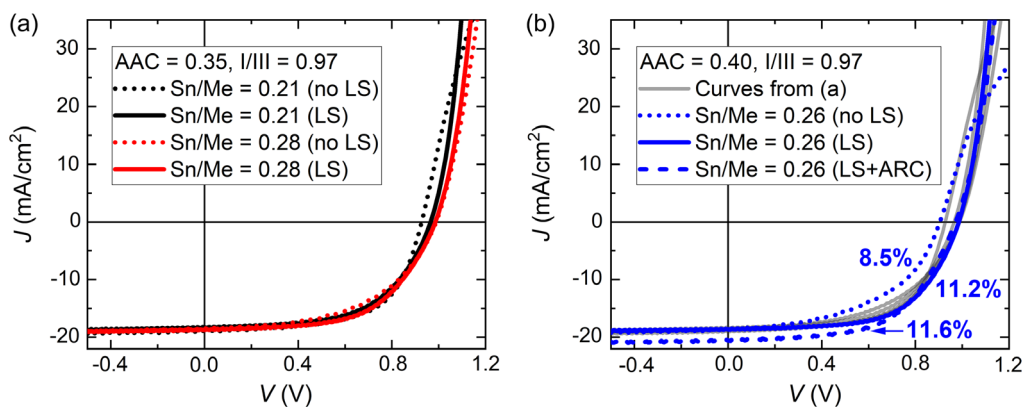 (a)
AAC = 0.35, I/III = 0.97
Sn/Me = 0.21 (no LS)
Sn/Me = 0.21 (LS)
Sn/Me = 0.28 (no LS)
Sn/Me = 0.28 (LS)
30
20
10
0
-10
-20
J (mA/cm²)
-0.4
0.0
0.4
0.8
1.2
V (V)
(b)
AAC = 0.40, I/III = 0.97
Curves from (a)
Sn/Me = 0.26 (no LS)
Sn/Me = 0.26 (LS)
Sn/Me = 0.26 (LS+ARC)
8.5%
11.2%
11.6%
30
20
10
0
-10
-20
J (mA/cm²)
-0.4
0.0
0.4
0.8
1.2
V (V)